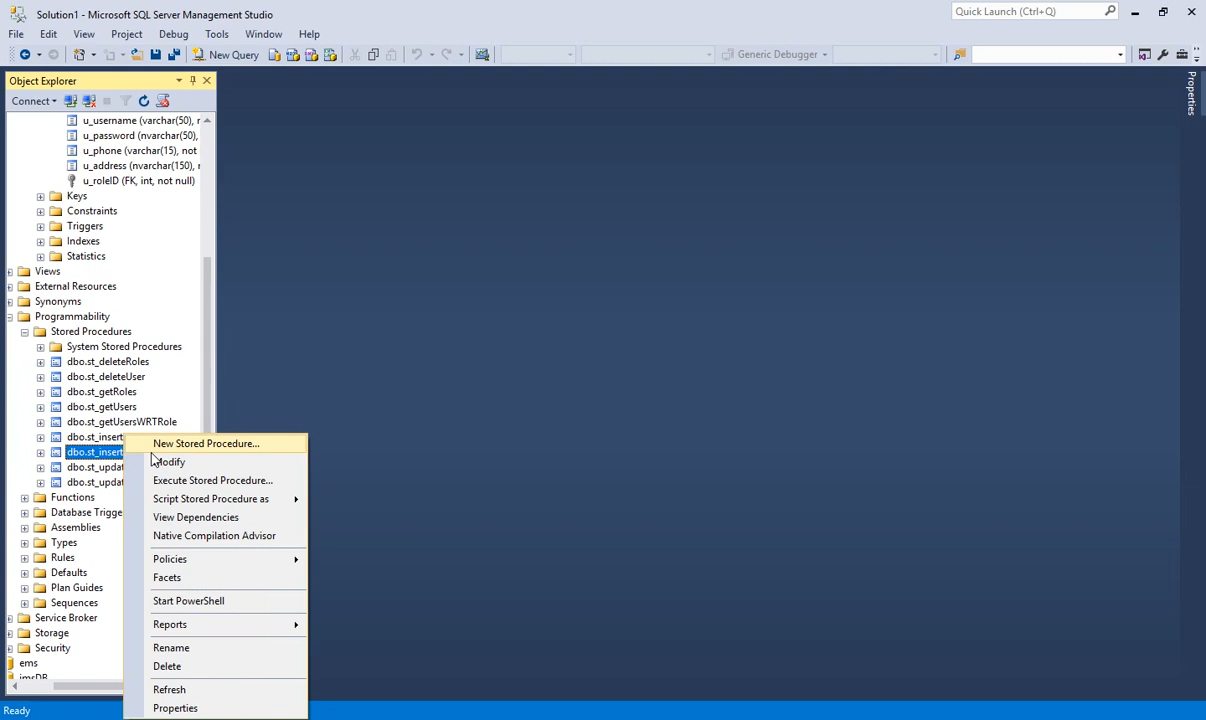 Solution1 - Microsoft SQL Server Management Studio
Quick Launch (Ctrl+Q)
File Edit View Project Debug Tools Window Help
New Query
Generic Debugger
Object Explorer
Properties
Connect
u_username (varchar(50), r
u_password (nvarchar(50),
u_phone (varchar(15), not
u_address (nvarchar(150), r
u_roleID (FK, int, not null)
Keys
Constraints
Triggers
Indexes
Statistics
Views
External Resources
Synonyms
Programmability
Stored Procedures
System Stored Procedures
dbo.st_deleteRoles
dbo.st_deleteUser
dbo.st_getRoles
dbo.st_getUsers
dbo.st_getUsersWRTRole
dbo.st_insert
dbo.st_insert
dbo.st_updat
dbo.st_updat
Functions
Database Trigge
Assemblies
Types
Rules
Defaults
Plan Guides
Sequences
Service Broker
Storage
Security
ems
imsDB
New Stored Procedure...
Modify
Execute Stored Procedure...
Script Stored Procedure as
View Dependencies
Native Compilation Advisor
Policies
Facets
Start PowerShell
Reports
Rename
Delete
Refresh
Properties
Ready